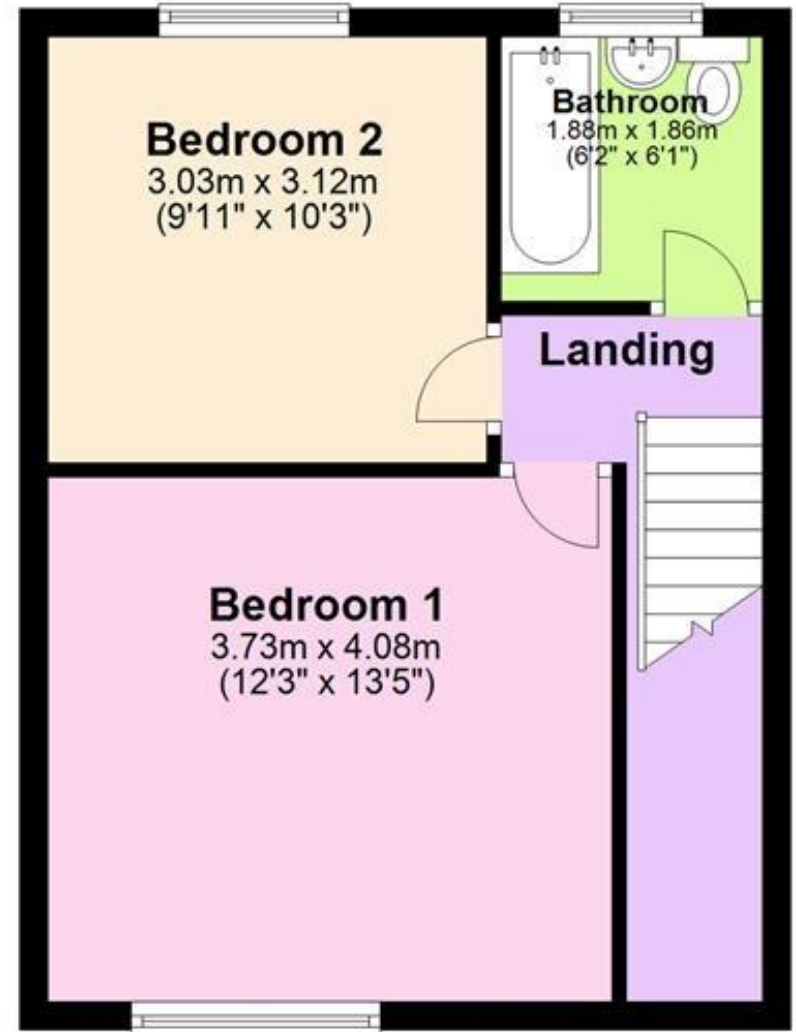 Bedroom 2
3.03m x 3.12m
(9'11" x 10'3")
Bathroom
1.88m x 1.86m
(6'2" x 6'1")
Landing
Bedroom 1
3.73m x 4.08m
(12'3" x 13'5")